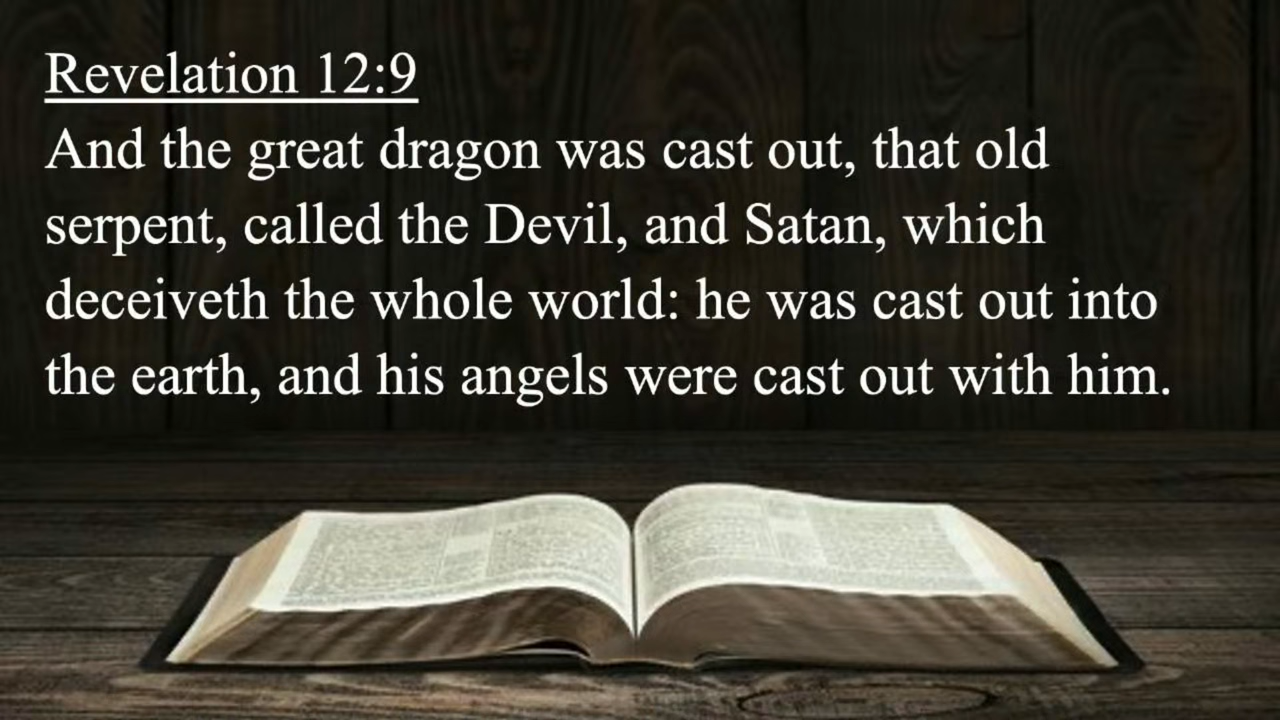 Revelation 12:9
And the great dragon was cast out, that old
serpent, called the Devil, and Satan, which
deceiveth the whole world: he was cast out into
the earth, and his angels were cast out with him.